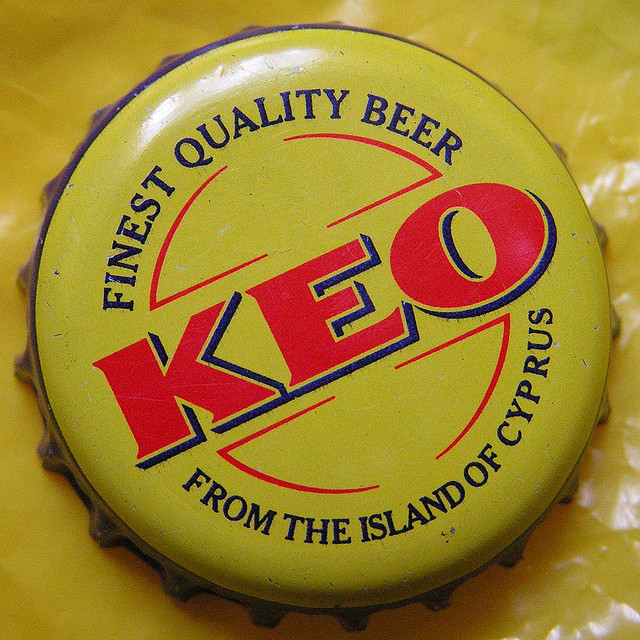 FINEST QUALITY BEER
KEO
FROM THE ISLAND OF CYPRUS